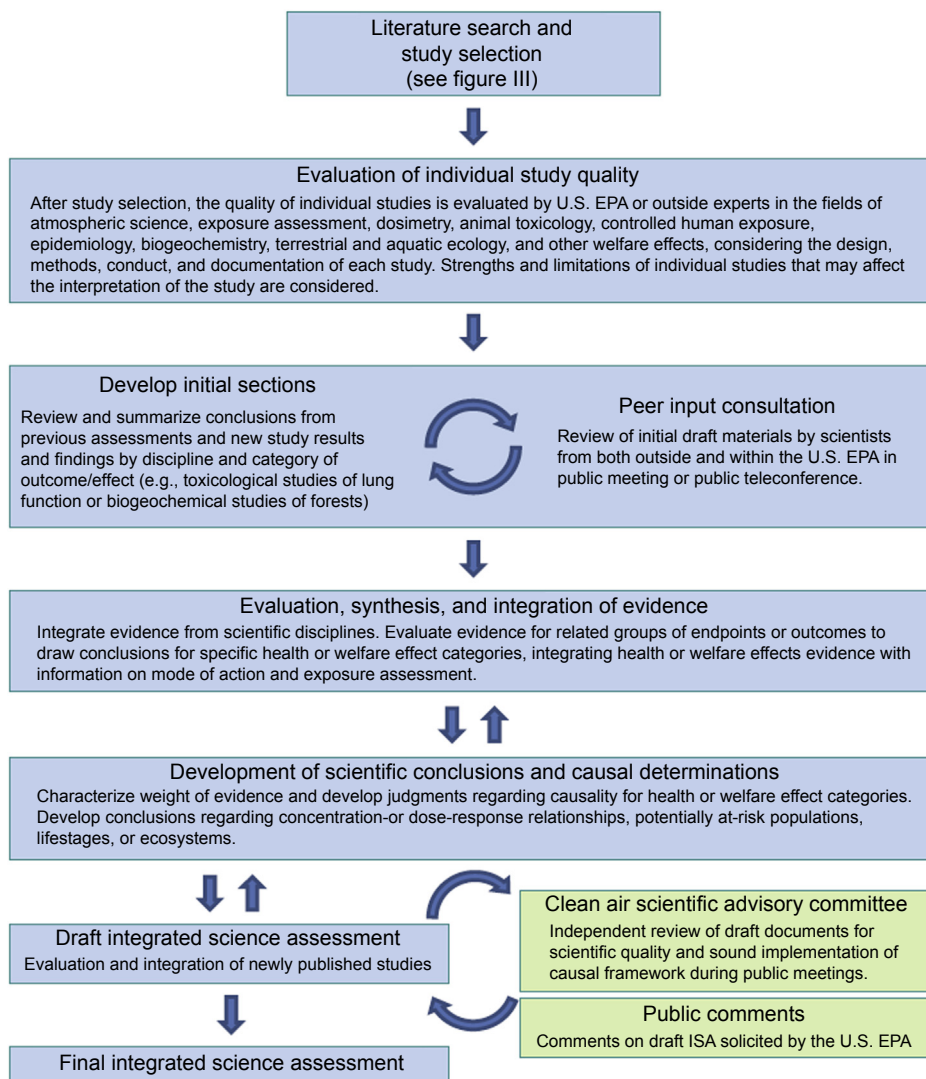 Literature search and
study selection
(see figure III)
Evaluation of individual study quality
After study selection, the quality of individual studies is evaluated by U.S. EPA or outside experts in the fields of
atmospheric science, exposure assessment, dosimetry, animal toxicology, controlled human exposure,
epidemiology, biogeochemistry, terrestrial and aquatic ecology, and other welfare effects, considering the design,
methods, conduct, and documentation of each study. Strengths and limitations of individual studies that may affect
the interpretation of the study are considered.
Develop initial sections
Review and summarize conclusions from
previous assessments and new study results
and findings by discipline and category of
outcome/effect (e.g., toxicological studies of lung
function or biogeochemical studies of forests)
Peer input consultation
Review of initial draft materials by scientists
from both outside and within the U.S. EPA in
public meeting or public teleconference.
Evaluation, synthesis, and integration of evidence
Integrate evidence from scientific disciplines. Evaluate evidence for related groups of endpoints or outcomes to
draw conclusions for specific health or welfare effect categories, integrating health or welfare effects evidence with
information on mode of action and exposure assessment.
Development of scientific conclusions and causal determinations
Characterize weight of evidence and develop judgments regarding causality for health or welfare effect categories.
Develop conclusions regarding concentration-or dose-response relationships, potentially at-risk populations,
lifestages, or ecosystems.
Draft integrated science assessment
Evaluation and integration of newly published studies
Clean air scientific advisory committee
Independent review of draft documents for
scientific quality and sound implementation of
causal framework during public meetings.
Public comments
Comments on draft ISA solicited by the U.S. EPA
Final integrated science assessment